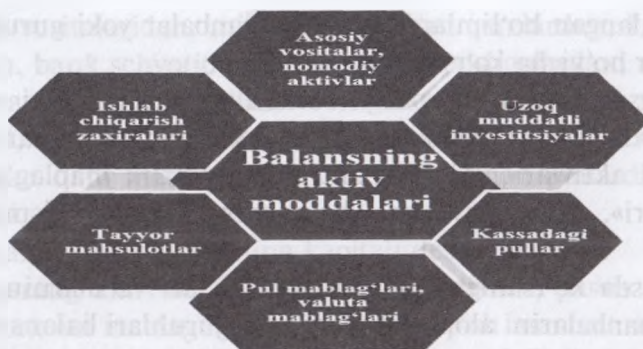 Asosiy
vositalar,
nomodiy
aktivlar
Ishlab
chiqarish
zaxiralari
Uzoq
muddatli
investitsiyalar
Balansning
aktiv
moddalari
Tayyor
mahsulotlar
Kassadagi
pullar
Pul mablag‘lari,
valuta
mablag‘lari